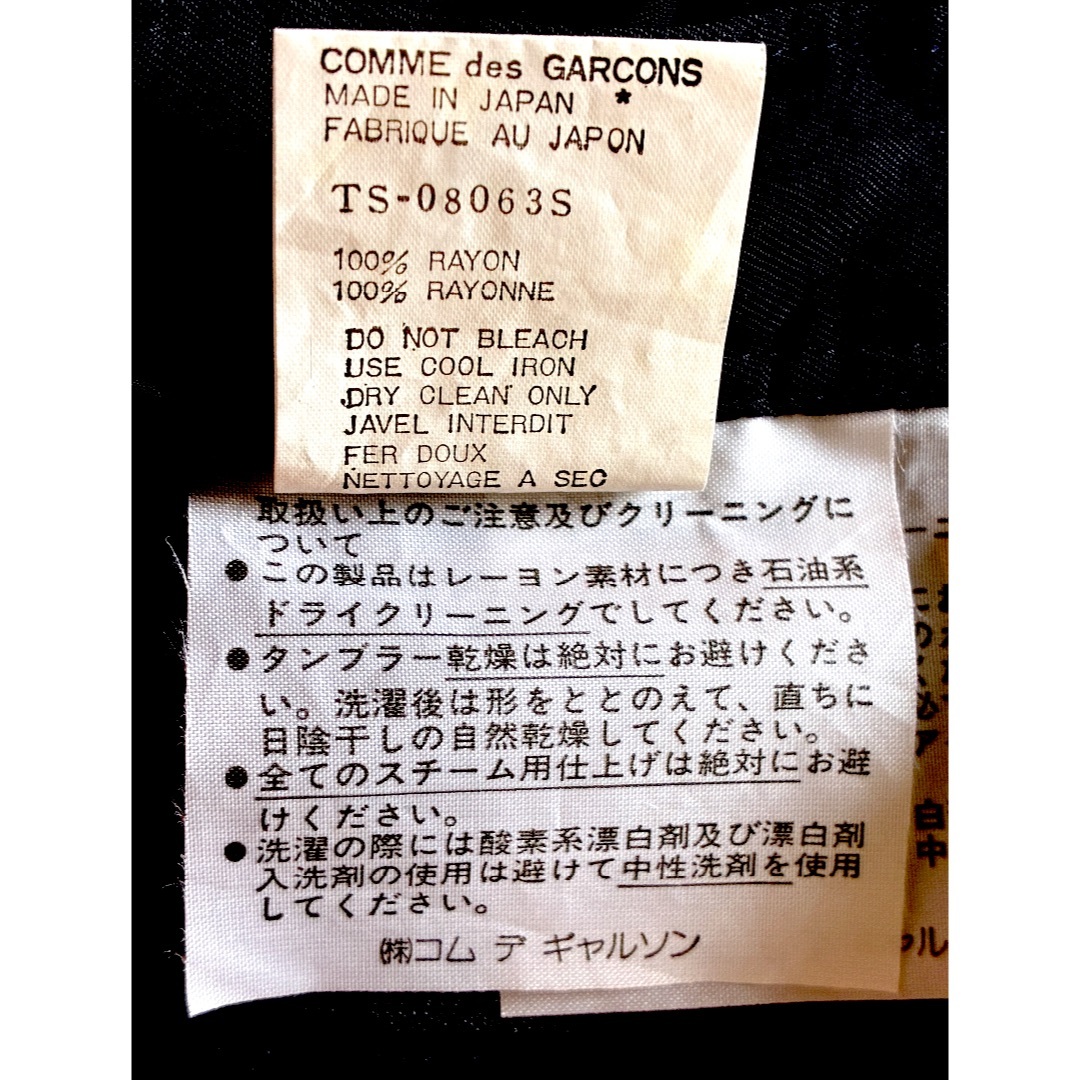 COMME des GARCONS
MADE IN JAPAN *
FABRIQUE AU JAPON
TS-08063S
100% RAYON
100% RAYONNE
DO NOT BLEACH
USE COOL IRON
DRY CLEAN ONLY
JAVEL INTERDIT
FER DOUX
NETTOYAGE A SEC
取扱い上のご注意及びクリーニングに
ついて
●この製品はレーヨン素材につき石油系
ドライクリーニングでしてください。
●タンブラー乾燥は絶対にお避けくださ
い。洗濯後は形をととのえて、直ちに
日陰干しの自然乾燥してください。
●全てのスチーム用仕上げは絶対にお避
けください。
●洗濯の際には酸素系漂白剤及び漂白剤
入洗剤の使用は避けて中性洗剤を使用
してください。
㈱コム デ ギャルソン
白
中
ャル